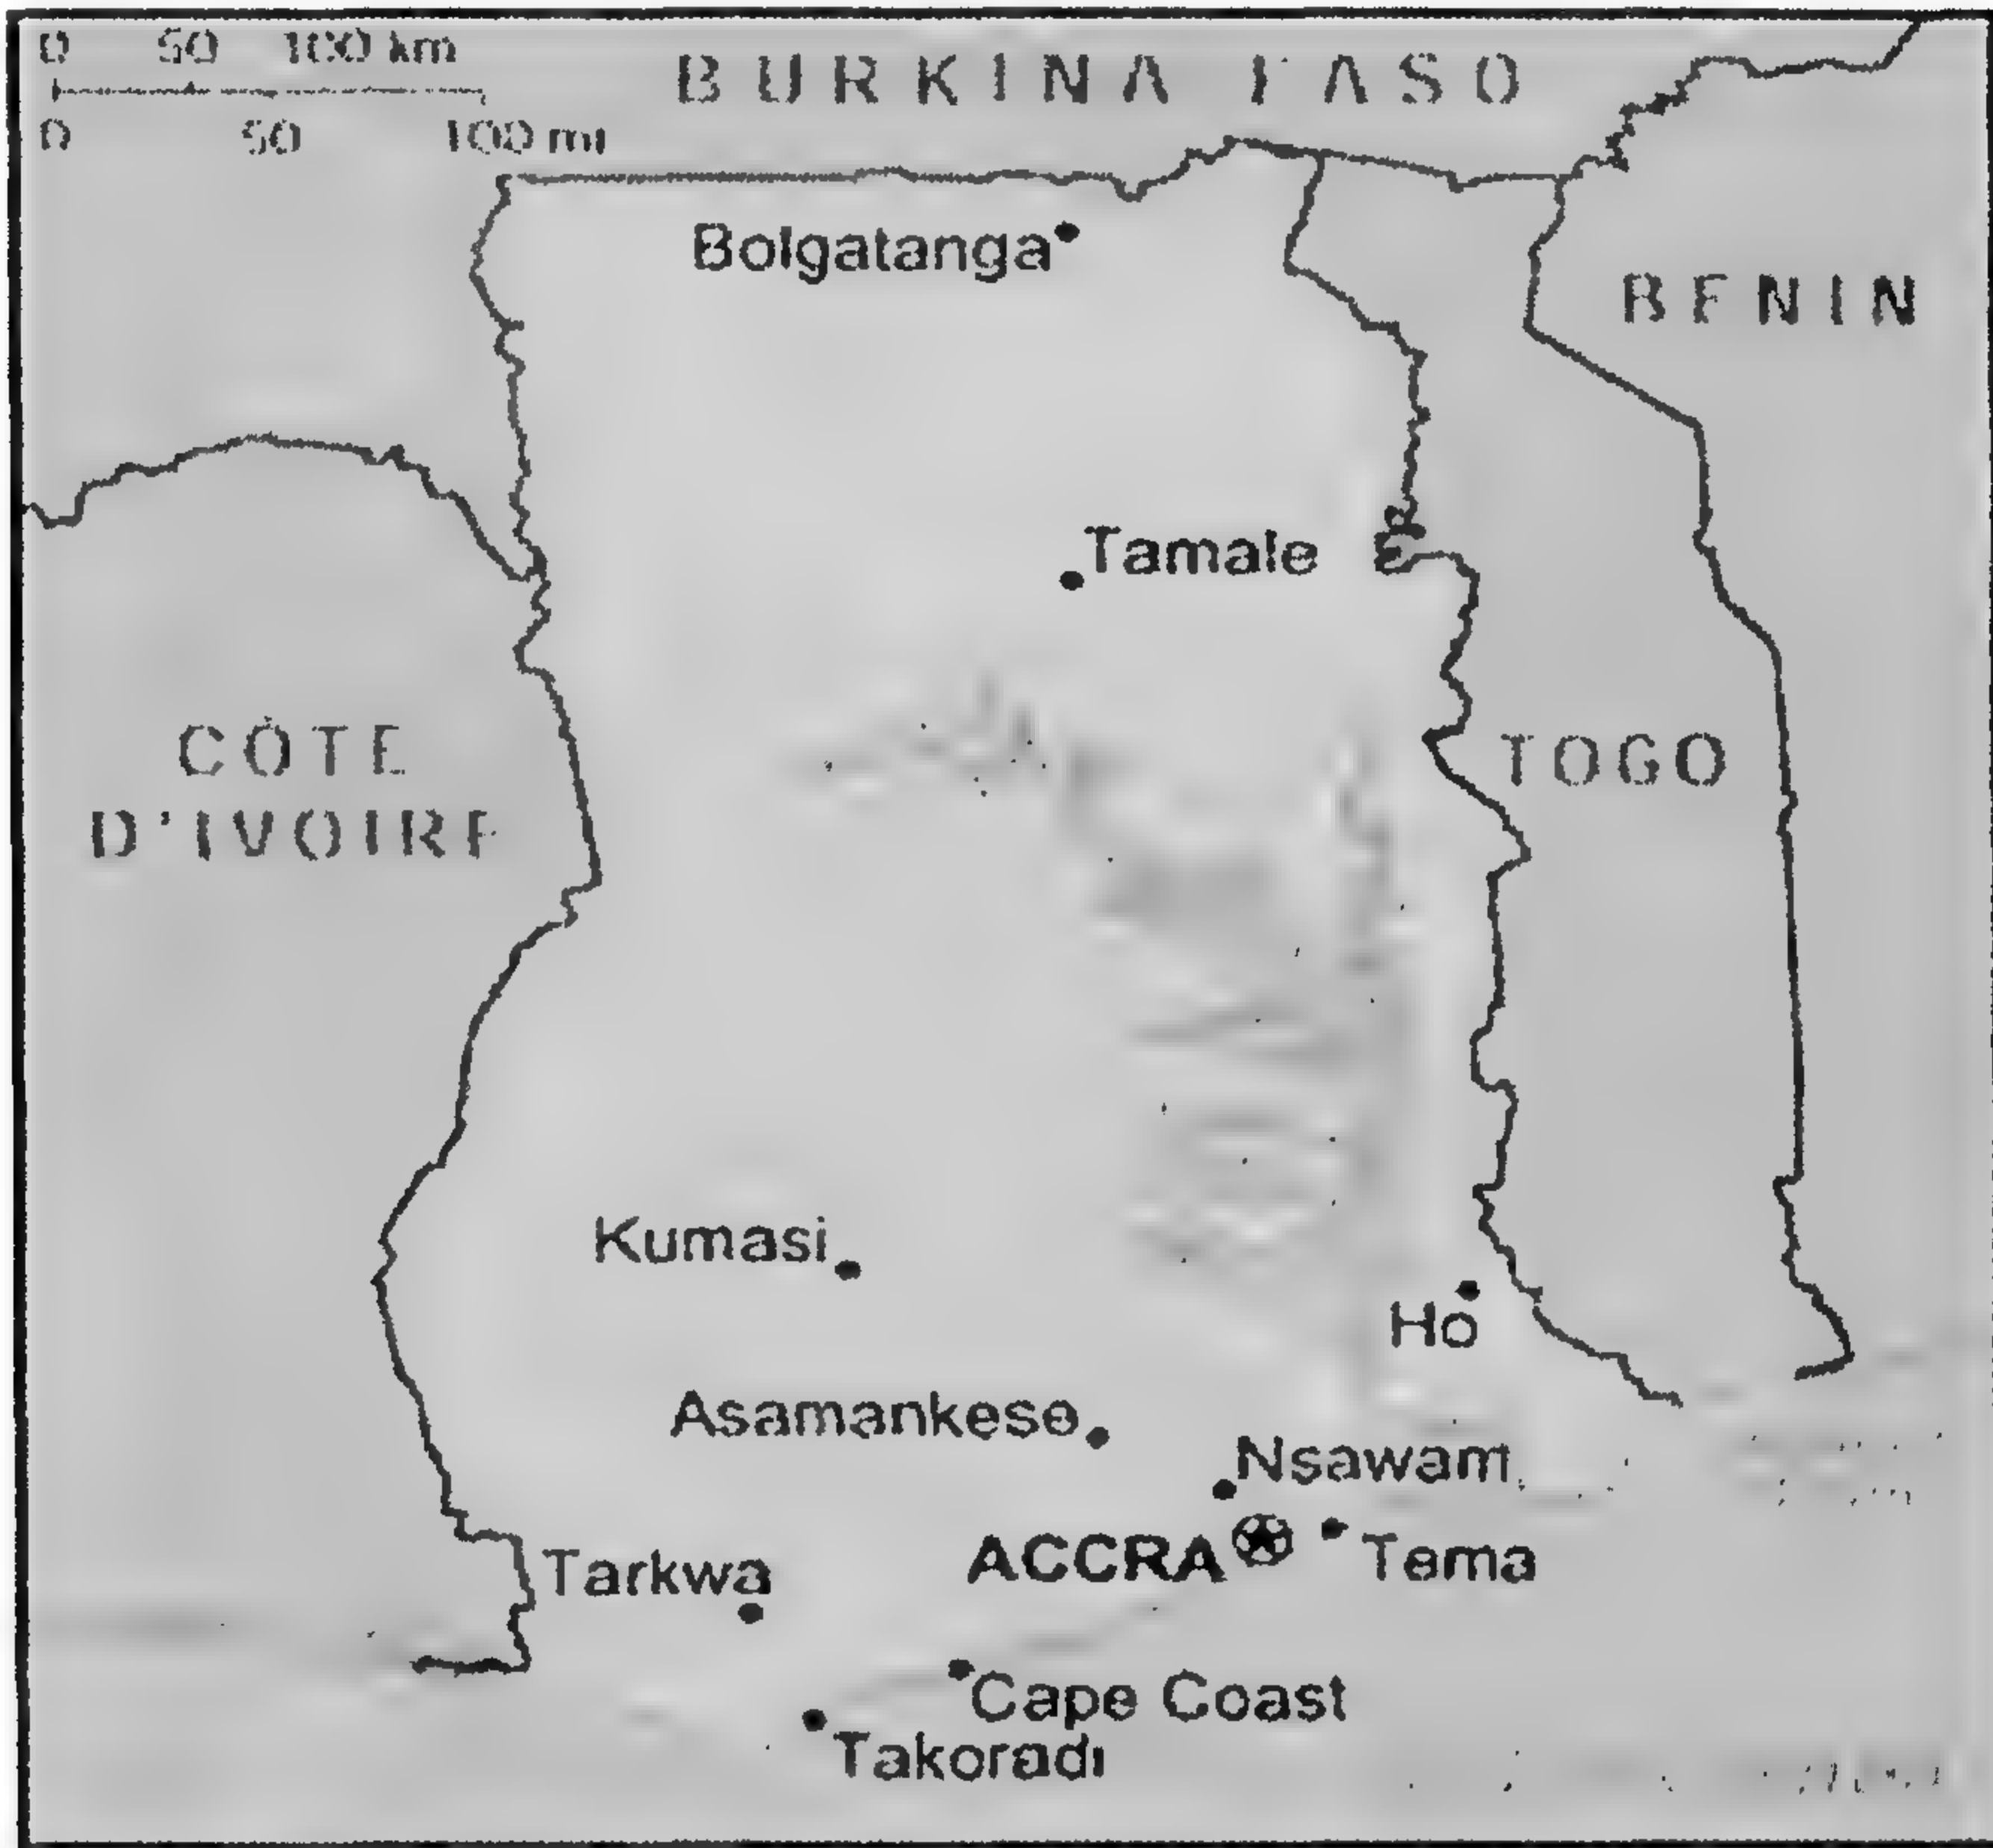 0 50 100 km
0 50 100 mi
BURKINA FASO
Bolgatanga
BENIN
Tamale
CÔTE
D'IVOIRE
TOGO
Kumasi
Ho
Asamankese
Nsawam
ACCRA
Tema
Tarkwa
Cape Coast
Takoradi